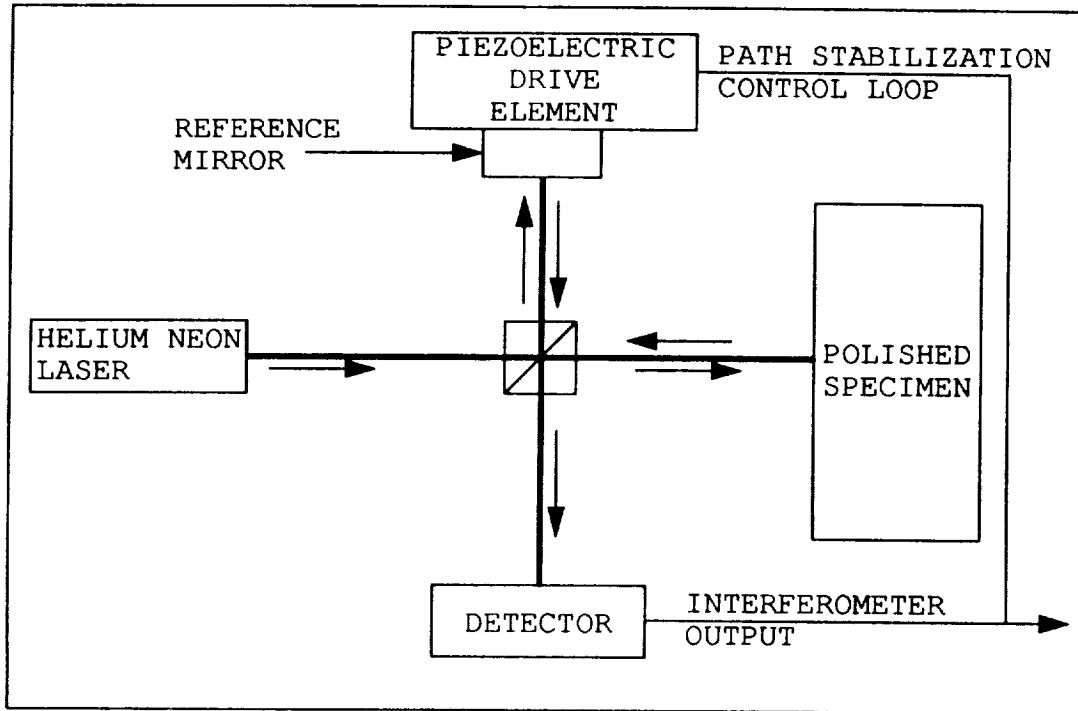 PIEZOELECTRIC
DRIVE
ELEMENT
PATH STABILIZATION
CONTROL LOOP
REFERENCE
MIRROR
HELIUM NEON
LASER
POLISHED
SPECIMEN
DETECTOR
INTERFEROMETER
OUTPUT